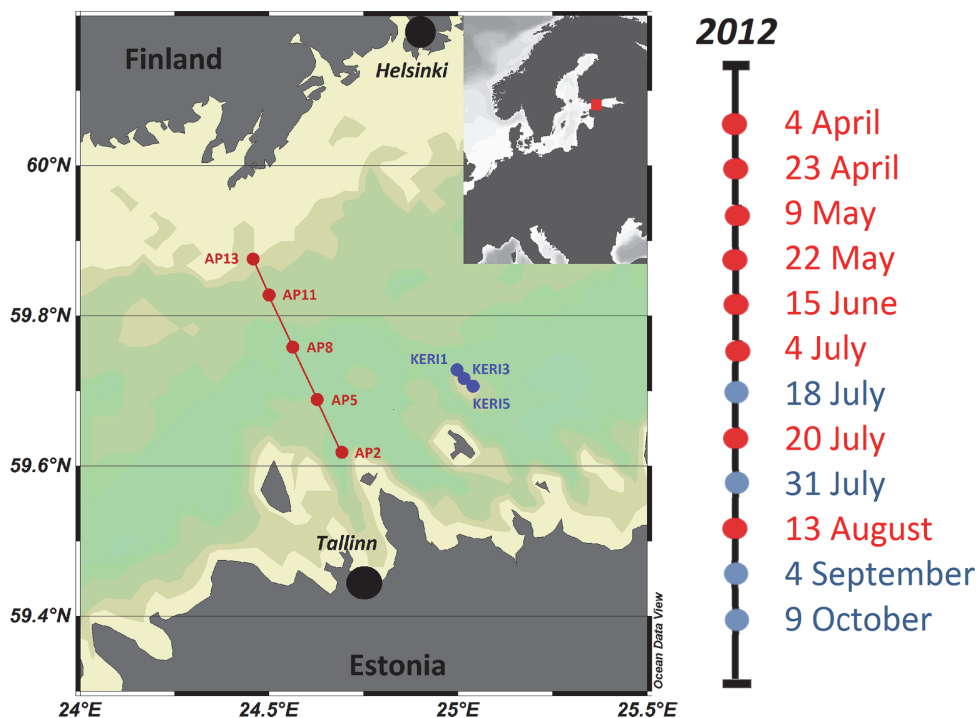 Finland
Helsinki
60°N
59.8°N
59.6°N
59.4°N
AP13
AP11
AP8
AP5
AP2
KERI1
KERI3
KERI5
Tallinn
Estonia
Ocean Data View
24°E
24.5°E
25°E
25.5°E
2012
4 April
23 April
9 May
22 May
15 June
4 July
18 July
20 July
31 July
13 August
4 September
9 October